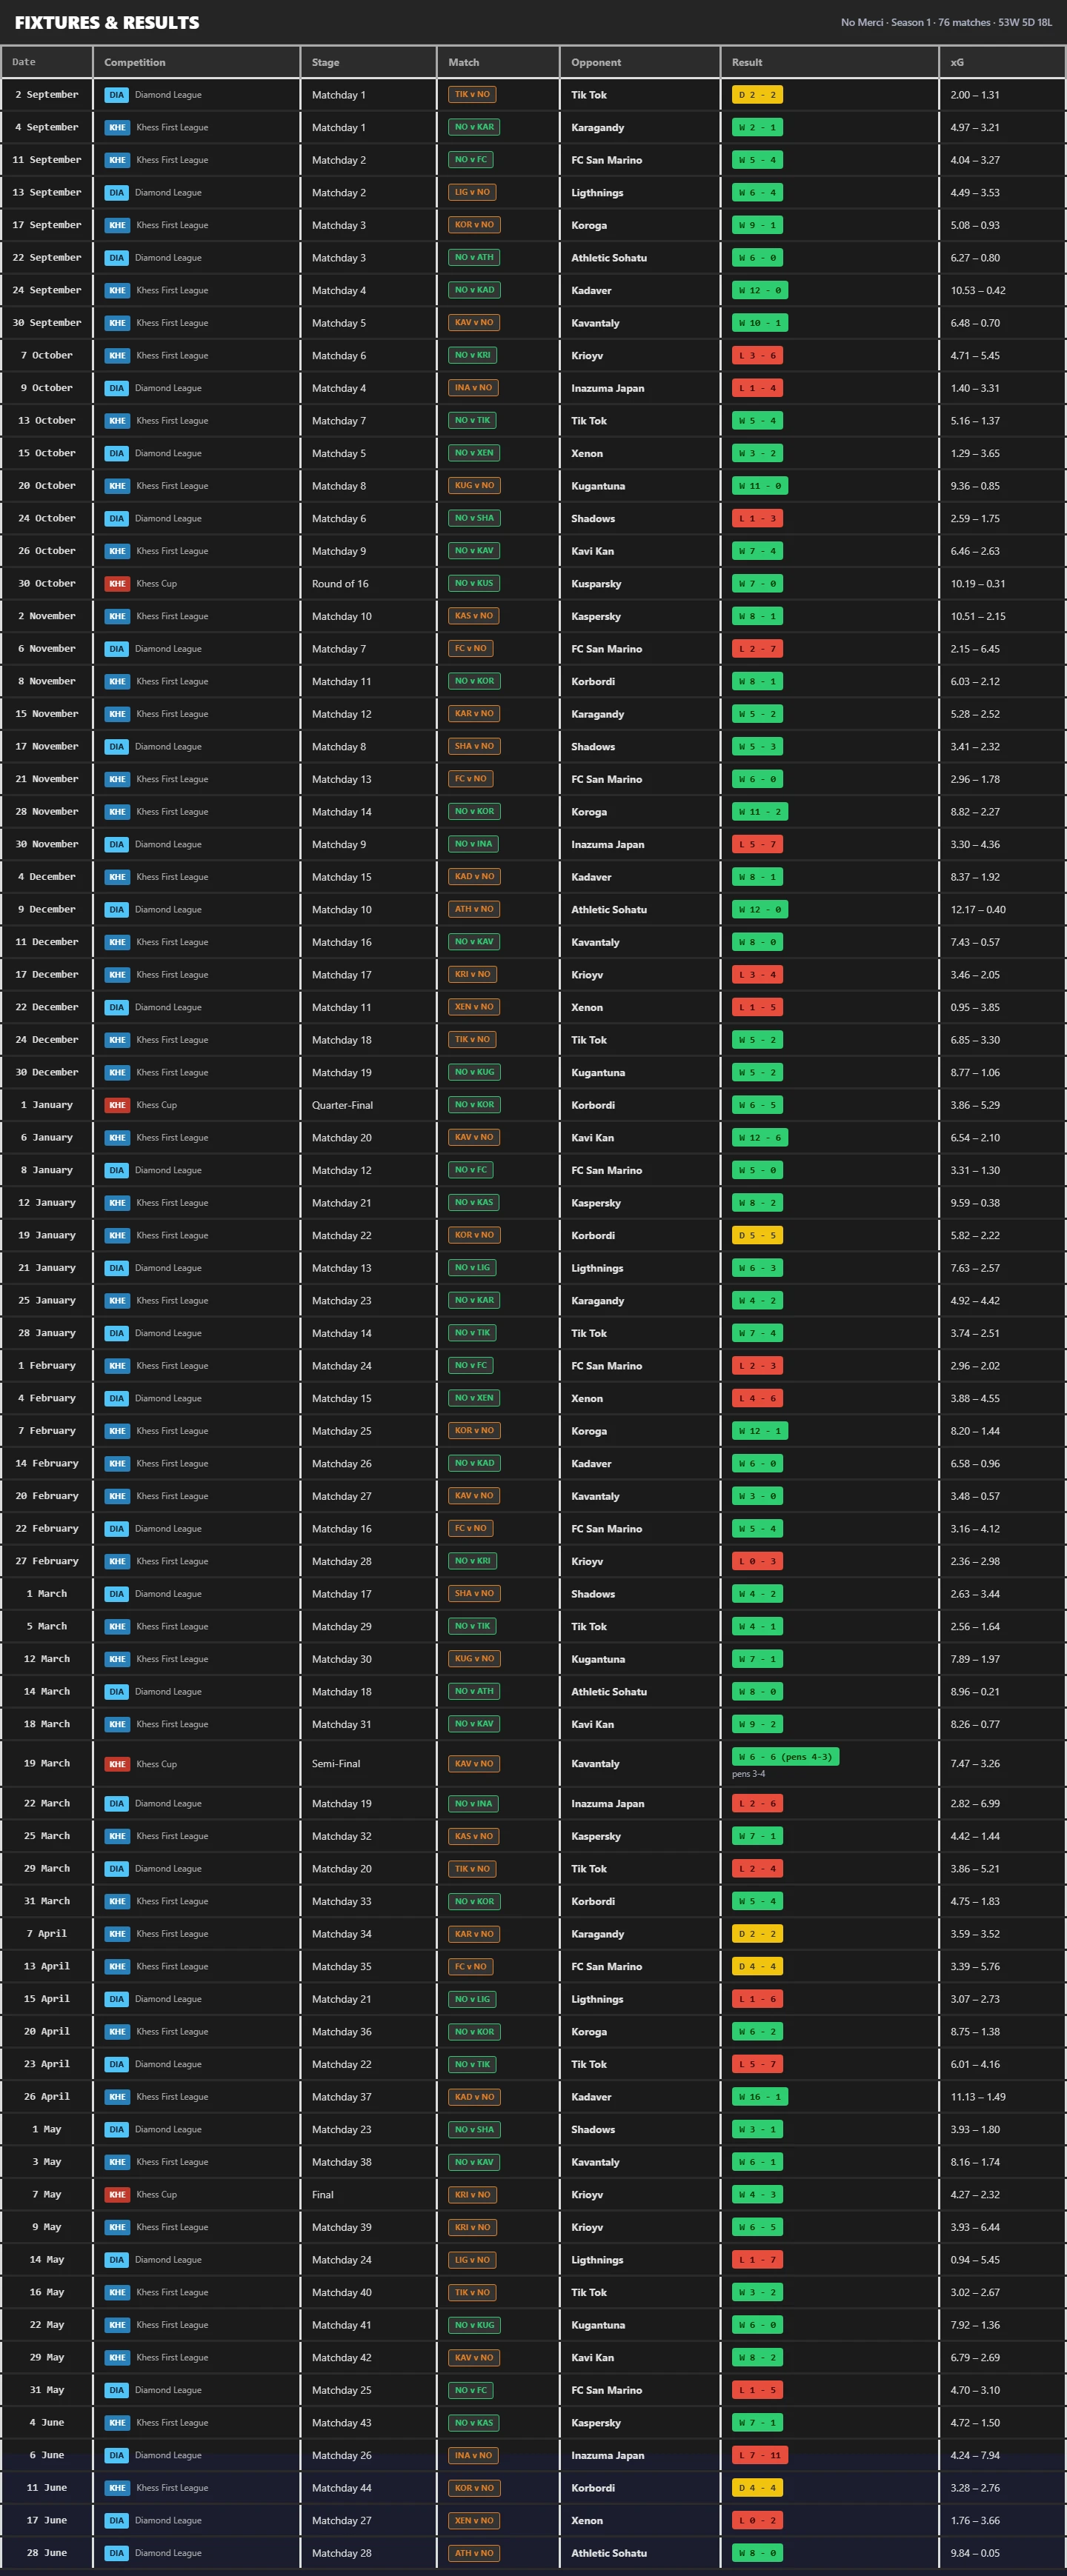 FIXTURES & RESULTS No Merci · Season 1 · 76 matches · 53W 5D 18L
Date Competition Stage Match Opponent Result xG
2 September DIA Diamond League Matchday 1 TIK v NO Tik Tok D 2 - 2 2.00 – 1.31
4 September KHE Khess First League Matchday 1 NO v KAR Karagandy W 2 - 1 4.97 – 3.21
11 September KHE Khess First League Matchday 2 NO v FC FC San Marino W 5 - 4 4.04 – 3.27
13 September DIA Diamond League Matchday 2 LIG v NO Ligthnings W 6 - 4 4.49 – 3.53
17 September KHE Khess First League Matchday 3 KOR v NO Koroga W 9 - 1 5.08 – 0.93
22 September DIA Diamond League Matchday 3 NO v ATH Athletic Sohatu W 6 - 0 6.27 – 0.80
24 September KHE Khess First League Matchday 4 NO v KAD Kadaver W 12 - 0 10.53 – 0.42
30 September KHE Khess First League Matchday 5 KAV v NO Kavantaly W 10 - 1 6.48 – 0.70
7 October KHE Khess First League Matchday 6 NO v KRI Krioyv L 3 - 6 4.71 – 5.45
9 October DIA Diamond League Matchday 4 INA v NO Inazuma Japan L 1 - 4 1.40 – 3.31
13 October KHE Khess First League Matchday 7 NO v TIK Tik Tok W 5 - 4 5.16 – 1.37
15 October DIA Diamond League Matchday 5 NO v XEN Xenon W 3 - 2 1.29 – 3.65
20 October KHE Khess First League Matchday 8 KUG v NO Kugantuna W 11 - 0 9.36 – 0.85
24 October DIA Diamond League Matchday 6 NO v SHA Shadows L 1 - 3 2.59 – 1.75
26 October KHE Khess First League Matchday 9 NO v KAV Kavi Kan W 7 - 4 6.46 – 2.63
30 October KHE Khess Cup Round of 16 NO v KUS Kusparsky W 7 - 0 10.19 – 0.31
2 November KHE Khess First League Matchday 10 KAS v NO Kaspersky W 8 - 1 10.51 – 2.15
6 November DIA Diamond League Matchday 7 FC v NO FC San Marino L 2 - 7 2.15 – 6.45
8 November KHE Khess First League Matchday 11 NO v KOR Korbordi W 8 - 1 6.03 – 2.12
15 November KHE Khess First League Matchday 12 KAR v NO Karagandy W 5 - 2 5.28 – 2.52
17 November DIA Diamond League Matchday 8 SHA v NO Shadows W 5 - 3 3.41 – 2.32
21 November KHE Khess First League Matchday 13 FC v NO FC San Marino W 6 - 0 2.96 – 1.78
28 November KHE Khess First League Matchday 14 NO v KOR Koroga W 11 - 2 8.82 – 2.27
30 November DIA Diamond League Matchday 9 NO v INA Inazuma Japan L 5 - 7 3.30 – 4.36
4 December KHE Khess First League Matchday 15 KAD v NO Kadaver W 8 - 1 8.37 – 1.92
9 December DIA Diamond League Matchday 10 ATH v NO Athletic Sohatu W 12 - 0 12.17 – 0.40
11 December KHE Khess First League Matchday 16 NO v KAV Kavantaly W 8 - 0 7.43 – 0.57
17 December KHE Khess First League Matchday 17 KRI v NO Krioyv L 3 - 4 3.46 – 2.05
22 December DIA Diamond League Matchday 11 XEN v NO Xenon L 1 - 5 0.95 – 3.85
24 December KHE Khess First League Matchday 18 TIK v NO Tik Tok W 5 - 2 6.85 – 3.30
30 December KHE Khess First League Matchday 19 NO v KUG Kugantuna W 5 - 2 8.77 – 1.06
1 January KHE Khess Cup Quarter-Final NO v KOR Korbordi W 6 - 5 3.86 – 5.29
6 January KHE Khess First League Matchday 20 KAV v NO Kavi Kan W 12 - 6 6.54 – 2.10
8 January DIA Diamond League Matchday 12 NO v FC FC San Marino W 5 - 0 3.31 – 1.30
12 January KHE Khess First League Matchday 21 NO v KAS Kaspersky W 8 - 2 9.59 – 0.38
19 January KHE Khess First League Matchday 22 KOR v NO Korbordi D 5 - 5 5.82 – 2.22
21 January DIA Diamond League Matchday 13 NO v LIG Ligthnings W 6 - 3 7.63 – 2.57
25 January KHE Khess First League Matchday 23 NO v KAR Karagandy W 4 - 2 4.92 – 4.42
28 January DIA Diamond League Matchday 14 NO v TIK Tik Tok W 7 - 4 3.74 – 2.51
1 February KHE Khess First League Matchday 24 NO v FC FC San Marino L 2 - 3 2.96 – 2.02
4 February DIA Diamond League Matchday 15 NO v XEN Xenon L 4 - 6 3.88 – 4.55
7 February KHE Khess First League Matchday 25 KOR v NO Koroga W 12 - 1 8.20 – 1.44
14 February KHE Khess First League Matchday 26 NO v KAD Kadaver W 6 - 0 6.58 – 0.96
20 February KHE Khess First League Matchday 27 KAV v NO Kavantaly W 3 - 0 3.48 – 0.57
22 February DIA Diamond League Matchday 16 FC v NO FC San Marino W 5 - 4 3.16 – 4.12
27 February KHE Khess First League Matchday 28 NO v KRI Krioyv L 0 - 3 2.36 – 2.98
1 March DIA Diamond League Matchday 17 SHA v NO Shadows W 4 - 2 2.63 – 3.44
5 March KHE Khess First League Matchday 29 NO v TIK Tik Tok W 4 - 1 2.56 – 1.64
12 March KHE Khess First League Matchday 30 KUG v NO Kugantuna W 7 - 1 7.89 – 1.97
14 March DIA Diamond League Matchday 18 NO v ATH Athletic Sohatu W 8 - 0 8.96 – 0.21
18 March KHE Khess First League Matchday 31 NO v KAV Kavi Kan W 9 - 2 8.26 – 0.77
19 March KHE Khess Cup Semi-Final KAV v NO Kavantaly W 6 - 6 (pens 4-3) 7.47 – 3.26
pens 3-4
22 March DIA Diamond League Matchday 19 NO v INA Inazuma Japan L 2 - 6 2.82 – 6.99
25 March KHE Khess First League Matchday 32 KAS v NO Kaspersky W 7 - 1 4.42 – 1.44
29 March DIA Diamond League Matchday 20 TIK v NO Tik Tok L 2 - 4 3.86 – 5.21
31 March KHE Khess First League Matchday 33 NO v KOR Korbordi W 5 - 4 4.75 – 1.83
7 April KHE Khess First League Matchday 34 KAR v NO Karagandy D 2 - 2 3.59 – 3.52
13 April KHE Khess First League Matchday 35 FC v NO FC San Marino D 4 - 4 3.39 – 5.76
15 April DIA Diamond League Matchday 21 NO v LIG Ligthnings L 1 - 6 3.07 – 2.73
20 April KHE Khess First League Matchday 36 NO v KOR Koroga W 6 - 2 8.75 – 1.38
23 April DIA Diamond League Matchday 22 NO v TIK Tik Tok L 5 - 7 6.01 – 4.16
26 April KHE Khess First League Matchday 37 KAD v NO Kadaver W 16 - 1 11.13 – 1.49
1 May DIA Diamond League Matchday 23 NO v SHA Shadows W 3 - 1 3.93 – 1.80
3 May KHE Khess First League Matchday 38 NO v KAV Kavantaly W 6 - 1 8.16 – 1.74
7 May KHE Khess Cup Final KRI v NO Krioyv W 4 - 3 4.27 – 2.32
9 May KHE Khess First League Matchday 39 KRI v NO Krioyv W 6 - 5 3.93 – 6.44
14 May DIA Diamond League Matchday 24 LIG v NO Ligthnings L 1 - 7 0.94 – 5.45
16 May KHE Khess First League Matchday 40 TIK v NO Tik Tok W 3 - 2 3.02 – 2.67
22 May KHE Khess First League Matchday 41 NO v KUG Kugantuna W 6 - 0 7.92 – 1.36
29 May KHE Khess First League Matchday 42 KAV v NO Kavi Kan W 8 - 2 6.79 – 2.69
31 May DIA Diamond League Matchday 25 NO v FC FC San Marino L 1 - 5 4.70 – 3.10
4 June KHE Khess First League Matchday 43 NO v KAS Kaspersky W 7 - 1 4.72 – 1.50
6 June DIA Diamond League Matchday 26 INA v NO Inazuma Japan L 7 - 11 4.24 – 7.94
11 June KHE Khess First League Matchday 44 KOR v NO Korbordi D 4 - 4 3.28 – 2.76
17 June DIA Diamond League Matchday 27 XEN v NO Xenon L 0 - 2 1.76 – 3.66
28 June DIA Diamond League Matchday 28 ATH v NO Athletic Sohatu W 8 - 0 9.84 – 0.05